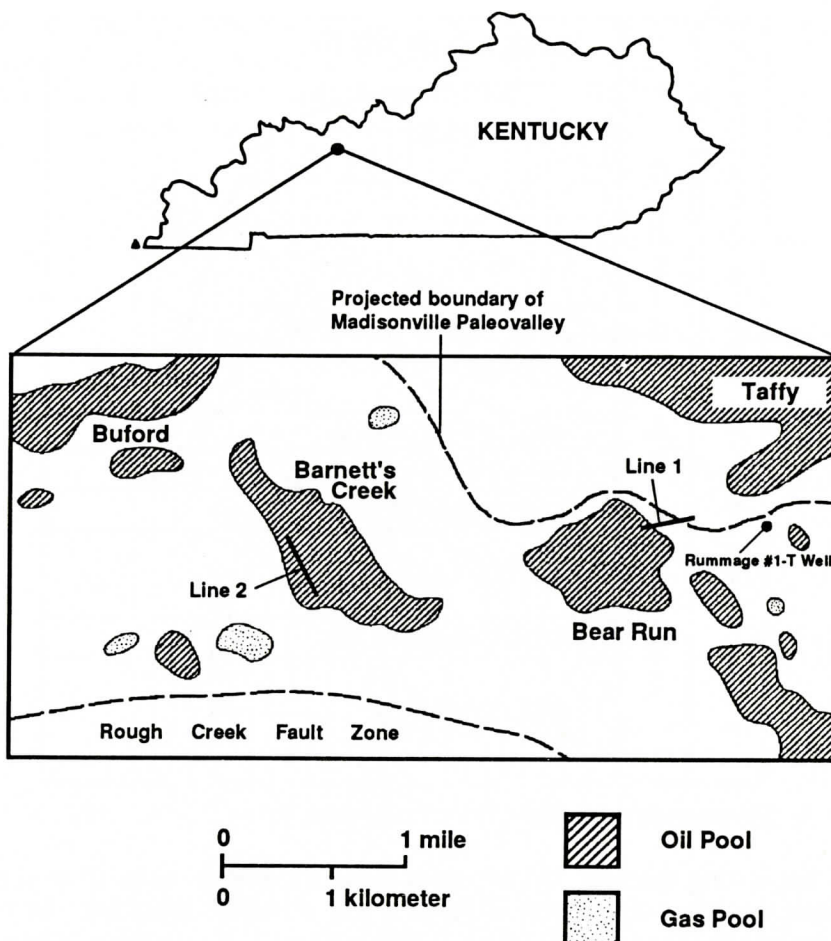 KENTUCKY
Projected boundary of
Madisonville Paleovalley
Taffy
Buford
Barnett's
Creek
Line 1
Line 2
Rummage #1-T Well
Bear Run
Rough Creek Fault Zone
0 1 mile
0 1 kilometer
Oil Pool
Gas Pool